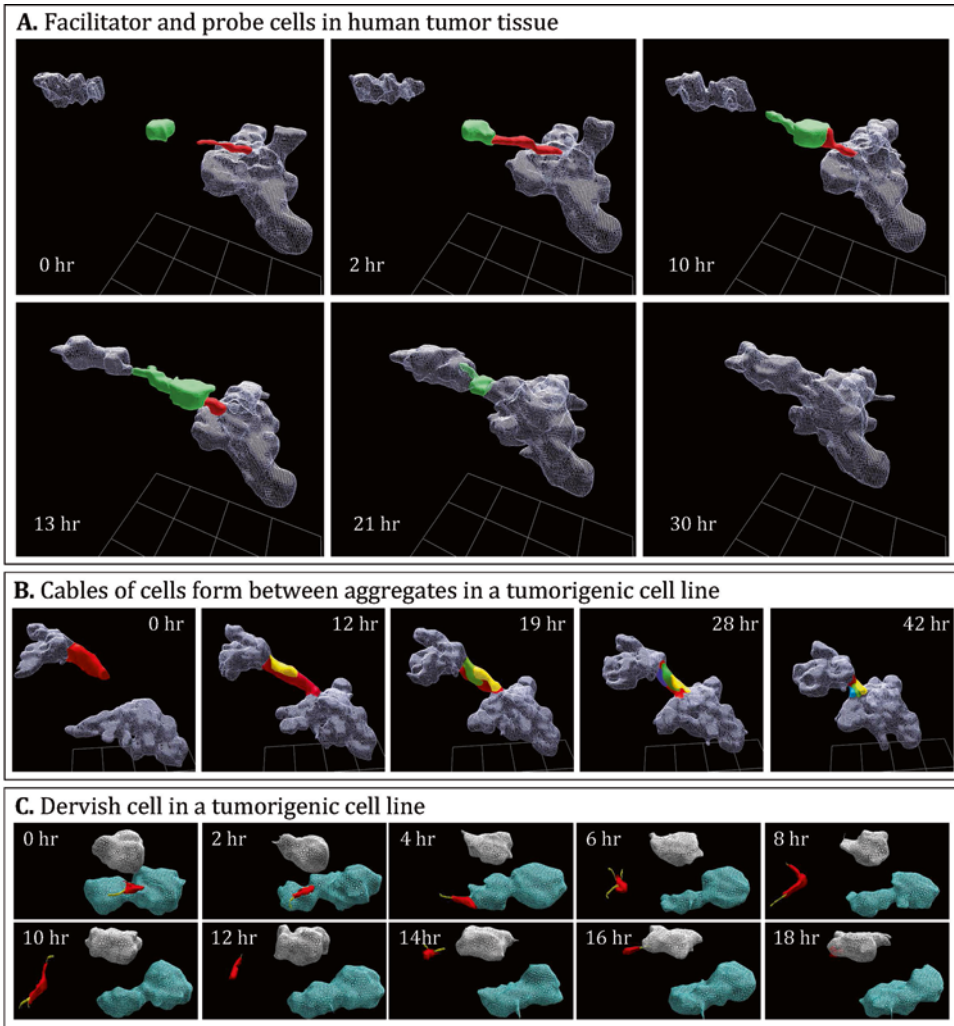 A. Facilitator and probe cells in human tumor tissue
0 hr
2 hr
10 hr
13 hr
21 hr
30 hr
B. Cables of cells form between aggregates in a tumorigenic cell line
0 hr
12 hr
19 hr
28 hr
42 hr
C. Dervish cell in a tumorigenic cell line
0 hr
2 hr
4 hr
6 hr
8 hr
10 hr
12 hr
14hr
16 hr
18 hr